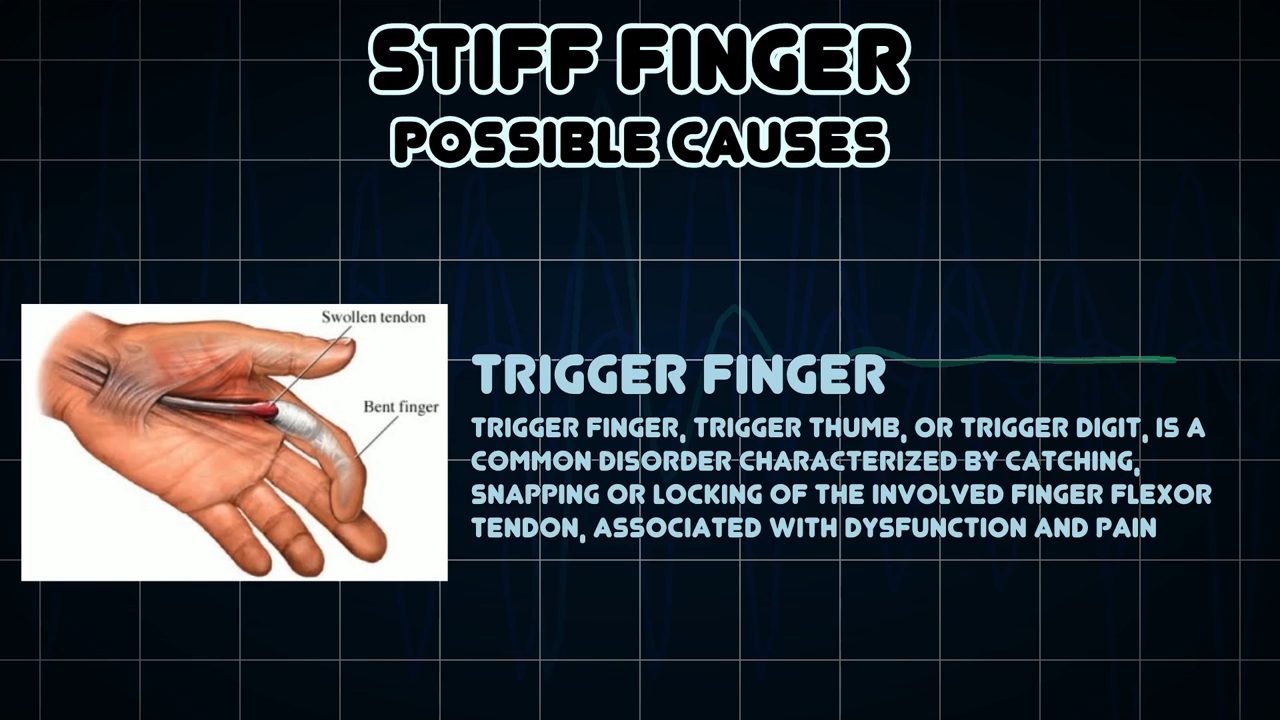 STIFF FINGER
POSSIBLE CAUSES
Swollen tendon
Bent finger
TRIGGER FINGER
TRIGGER FINGER, TRIGGER THUMB, OR TRIGGER DIGIT, IS A
COMMON DISORDER CHARACTERIZED BY CATCHING,
SNAPPING OR LOCKING OF THE INVOLVED FINGER FLEXOR
TENDON, ASSOCIATED WITH DYSFUNCTION AND PAIN